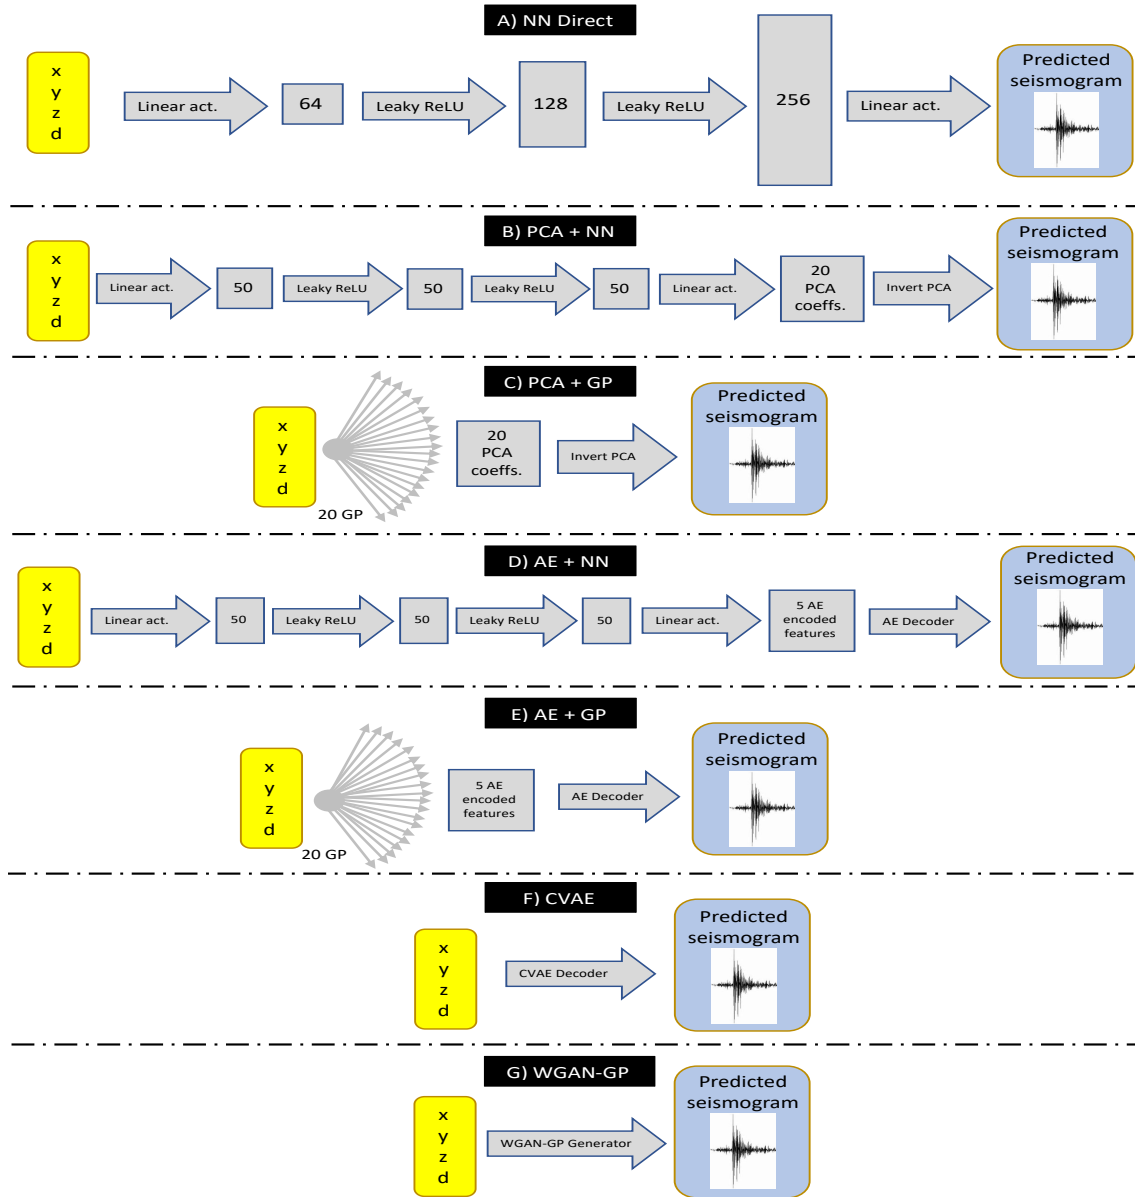 A) NN Direct
x
y
z
d
Linear act.
64
Leaky ReLU
128
Leaky ReLU
256
Linear act.
Predicted
seismogram
B) PCA + NN
x
y
z
d
Linear act.
50
Leaky ReLU
50
Leaky ReLU
50
Linear act.
20
PCA
coeffs.
Invert PCA
Predicted
seismogram
C) PCA + GP
x
y
z
d
20 GP
20
PCA
coeffs.
Invert PCA
Predicted
seismogram
D) AE + NN
x
y
z
d
Linear act.
50
Leaky ReLU
50
Leaky ReLU
50
Linear act.
5 AE
encoded
features
AE Decoder
Predicted
seismogram
E) AE + GP
x
y
z
d
20 GP
5 AE
encoded
features
AE Decoder
Predicted
seismogram
F) CVAE
x
y
z
d
CVAE Decoder
Predicted
seismogram
G) WGAN-GP
x
y
z
d
WGAN-GP Generator
Predicted
seismogram